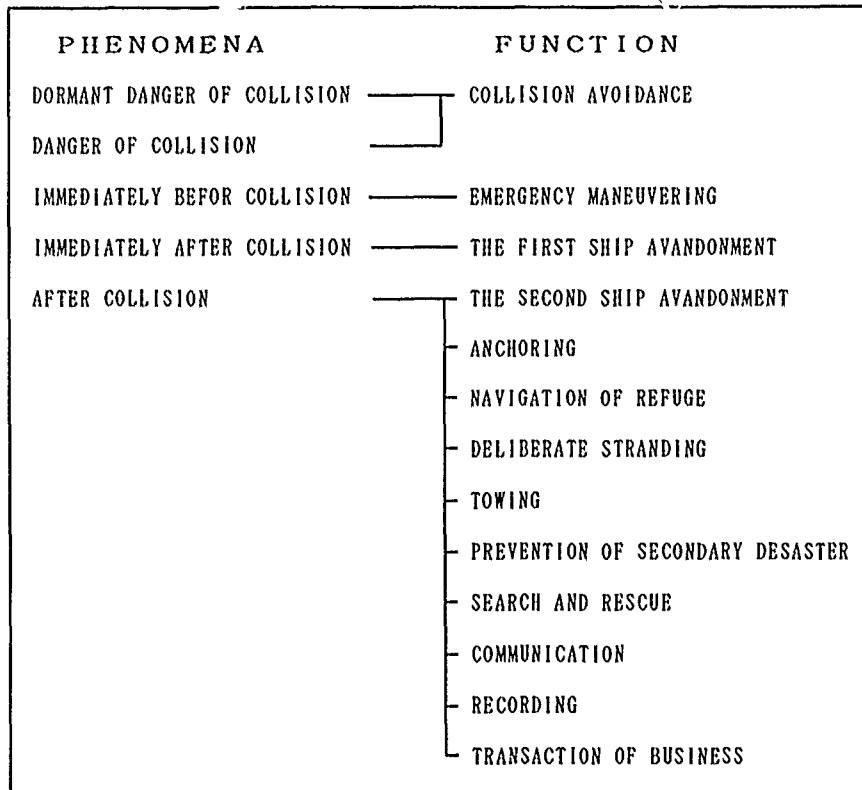 PHENOMENA FUNCTION
DORMANT DANGER OF COLLISION COLLISION AVOIDANCE
DANGER OF COLLISION
IMMEDIATELY BEFOR COLLISION EMERGENCY MANEUVERING
IMMEDIATELY AFTER COLLISION THE FIRST SHIP AVANDONMENT
AFTER COLLISION THE SECOND SHIP AVANDONMENT
ANCHORING
NAVIGATION OF REFUGE
DELIBERATE STRANDING
TOWING
PREVENTION OF SECONDARY DESASTER
SEARCH AND RESCUE
COMMUNICATION
RECORDING
TRANSACTION OF BUSINESS